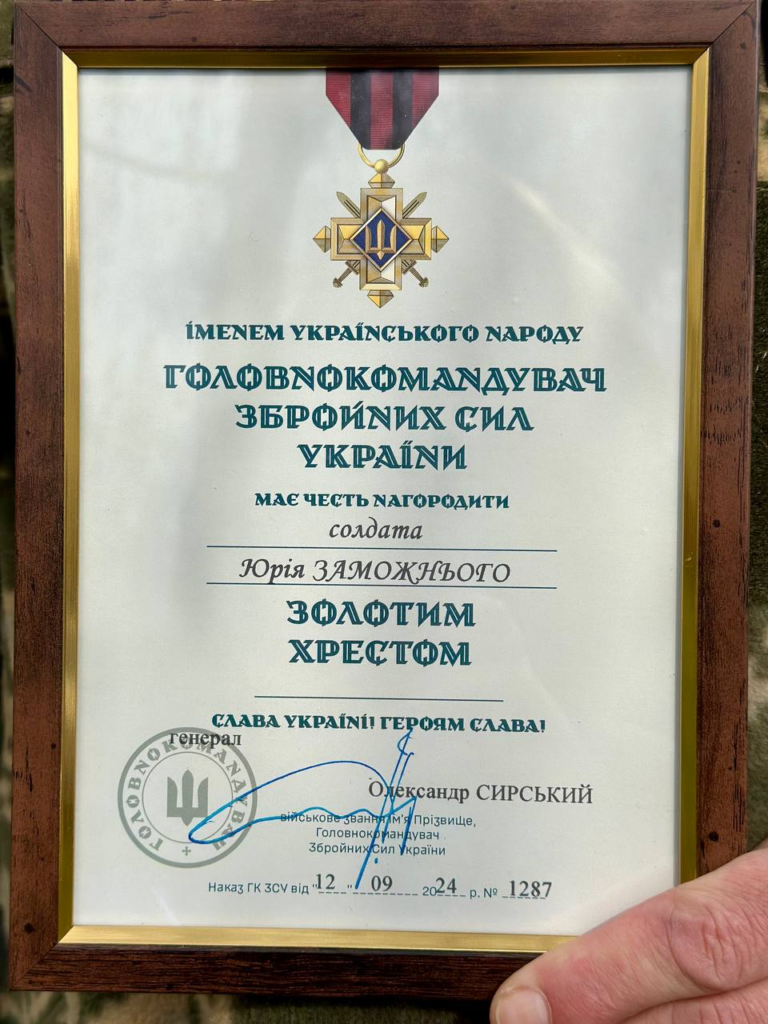 ІМЕНЕМ УКРАЇНСЬКОГО НАРОДУ
ГОЛОВНОКОМАНДУВАЧ
ЗБРОЙНИХ СИЛ
УКРАЇНИ
МАЄ ЧЕСТЬ НАГОРОДИТИ
солдата
Юрія ЗАМОЖНЬОГО
ЗОЛОТИМ
ХРЕСТОМ
СЛАВА УКРАЇНІ! ГЕРОЯМ СЛАВА!
генерал
ГОЛОВНОКОМАНДУВАЧ
Олександр СИРСЬКИЙ
військове звання Ім'я Прізвище,
Головнокомандувач
Збройних Сил України
Наказ ГК ЗСУ від "12" 09 2024 р. № 1287